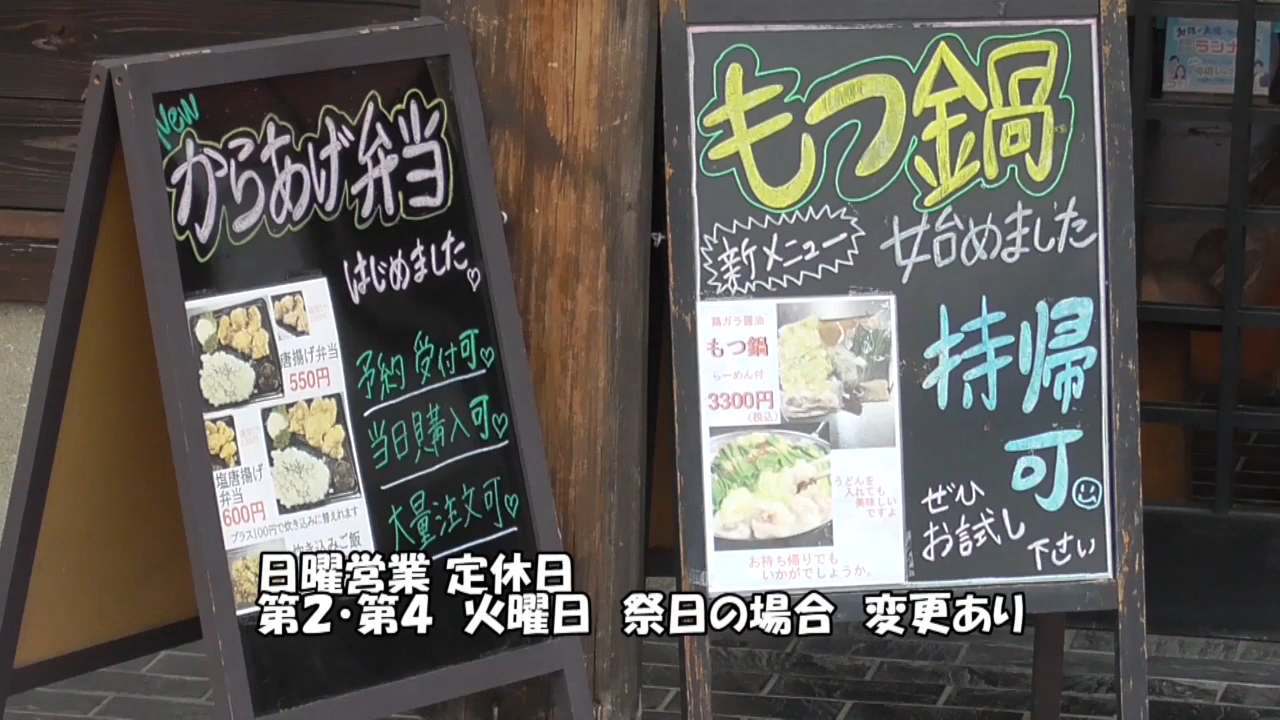 New
からあげ弁当
はじめました♡
予約受付可♡
当日購入可♡
大量注文可♡
唐揚げ弁当
550円
塩唐揚げ
弁当
600円
プラス100円で炊き込みに替えれます
炊き込みご飯
もつ鍋
新メニュー
始めました
持帰
可
ぜひ
お試し
下さい
鶏ガラ醤油
もつ鍋
らーめん付
3300円
(税込)
うどんを
入れても
美味しい
ですよ
お持ち帰りでも
いかがでしょうか。
日曜営業 定休日
第2・第4 火曜日 祭日の場合 変更あり